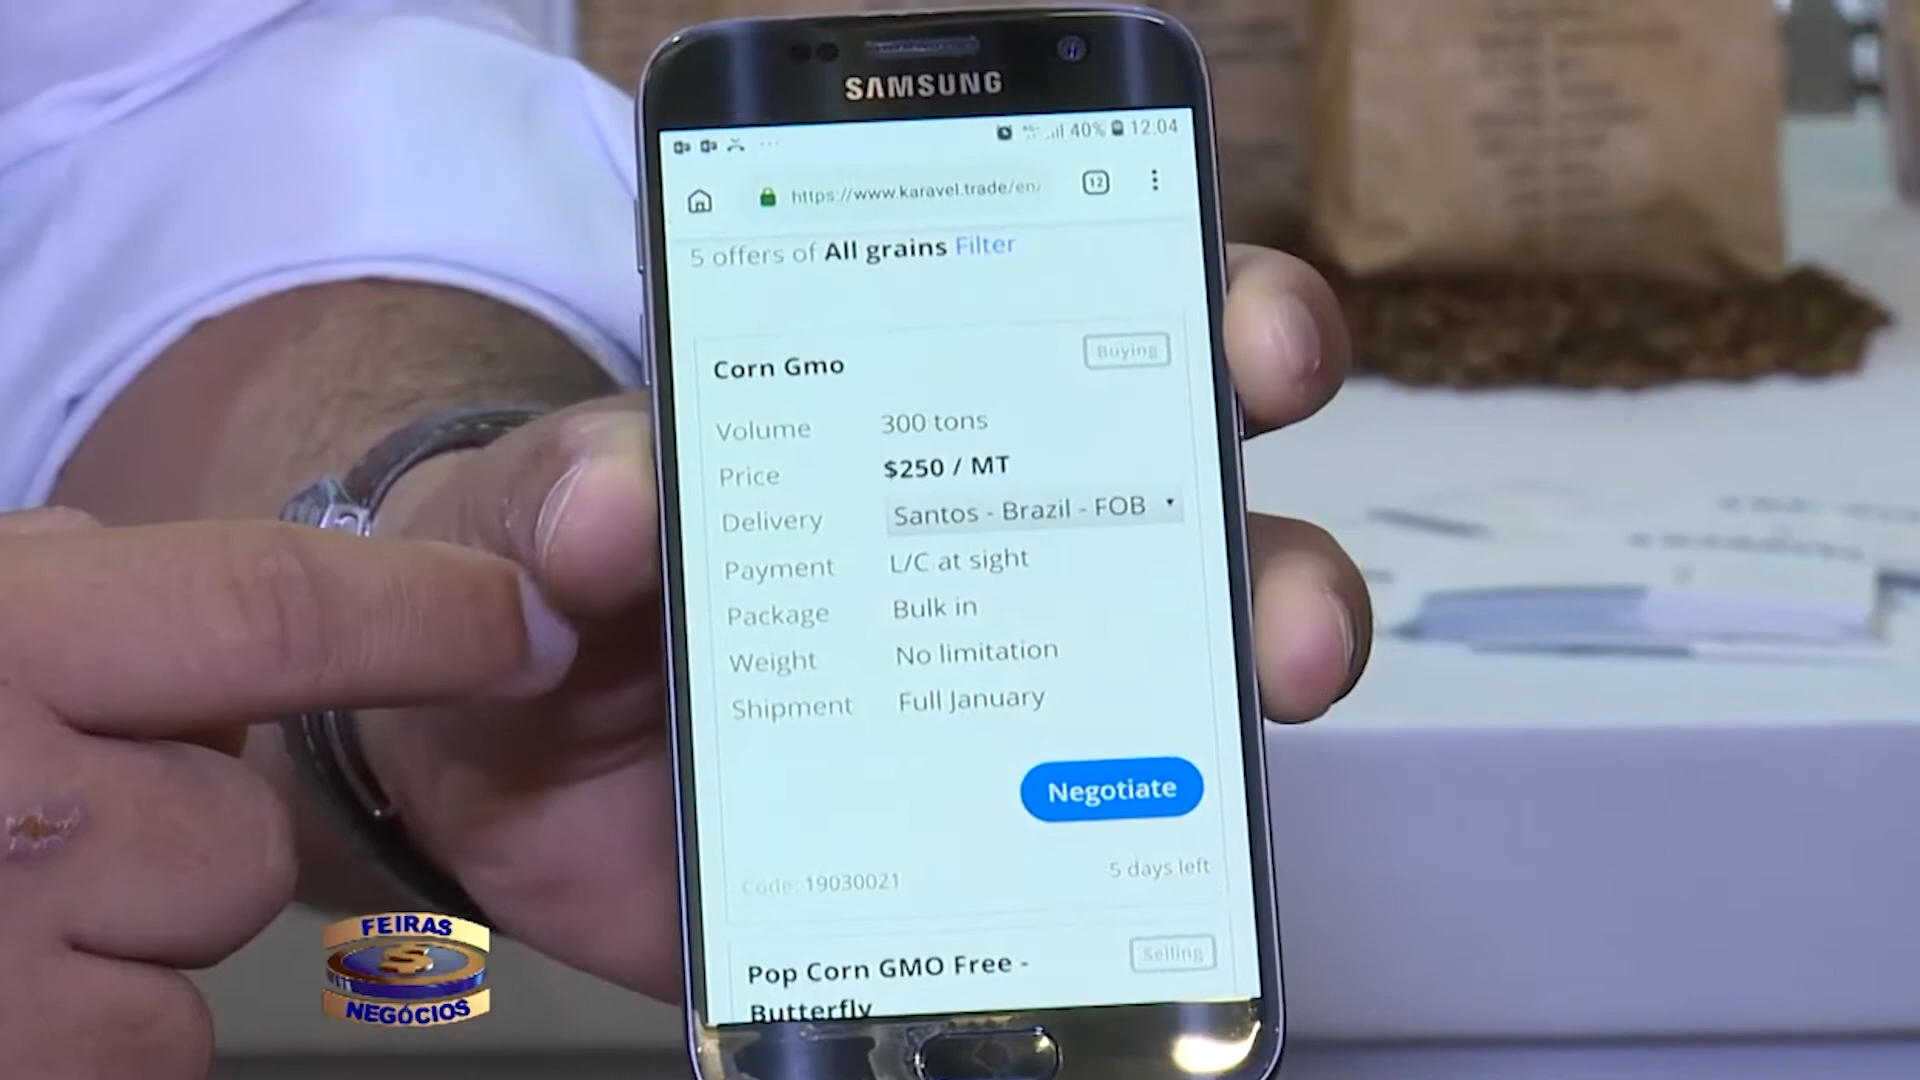 SAMSUNG
40% 12:04
https://www.karavel.trade/en/
12
5 offers of All grains Filter
Corn Gmo
Buying
Volume 300 tons
Price $250 / MT
Delivery Santos - Brazil - FOB
Payment L/C at sight
Package Bulk in
Weight No limitation
Shipment Full January
Negotiate
Code: 19030021
5 days left
Pop Corn GMO Free -
Butterfly
Selling
FEIRAS
$
NEGÓCIOS